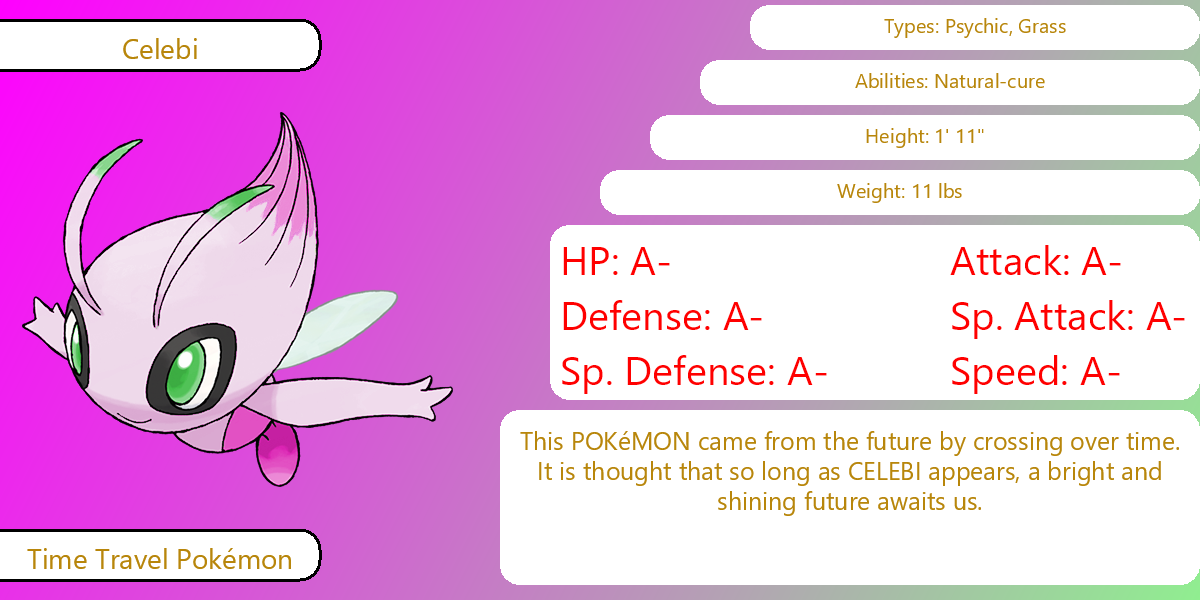 Celebi
Types: Psychic, Grass
Abilities: Natural-cure
Height: 1' 11"
Weight: 11 lbs
HP: A-
Attack: A-
Defense: A-
Sp. Attack: A-
Sp. Defense: A-
Speed: A-
This POKéMON came from the future by crossing over time.
It is thought that so long as CELEBI appears, a bright and
shining future awaits us.
Time Travel Pokémon